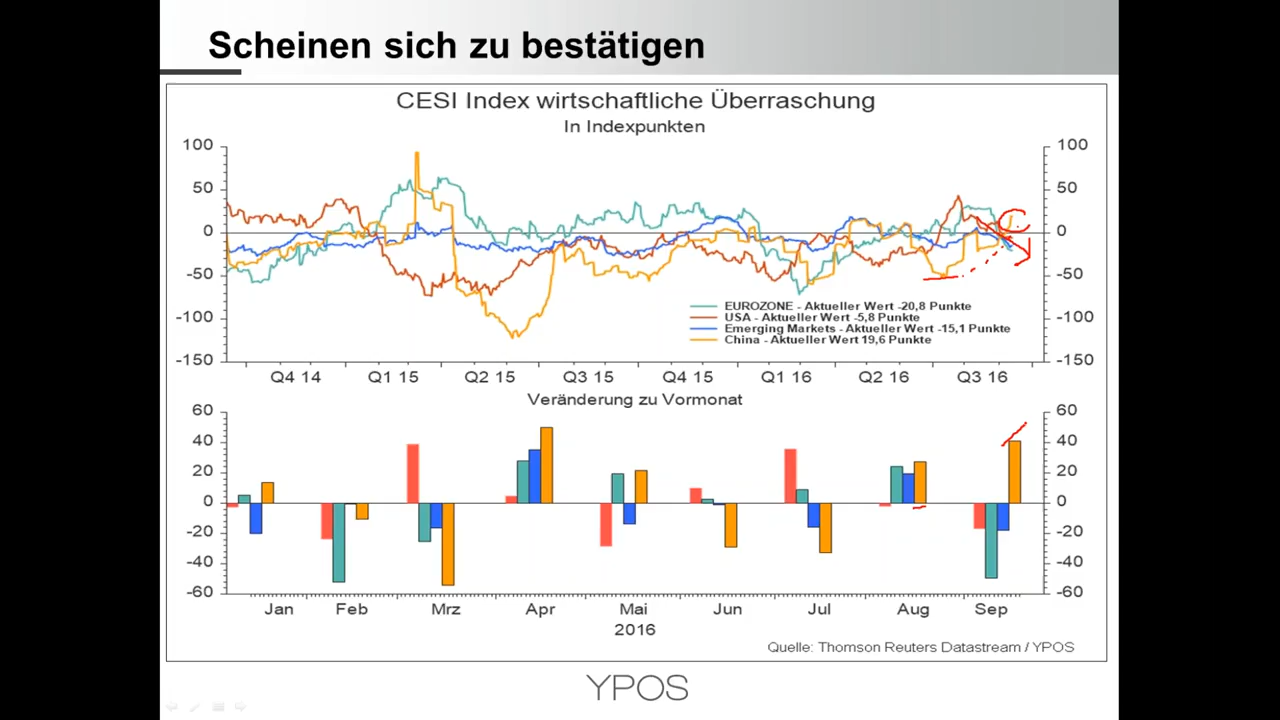 Scheinen sich zu bestätigen
CESI Index wirtschaftliche Überraschung
In Indexpunkten
100 100
50 50
0 0
-50 -50
-100 -100
-150 -150
EUROZONE - Aktueller Wert -20,8 Punkte
USA - Aktueller Wert -5,8 Punkte
Emerging Markets - Aktueller Wert -15,1 Punkte
China - Aktueller Wert 19,6 Punkte
Q4 14 Q1 15 Q2 15 Q3 15 Q4 15 Q1 16 Q2 16 Q3 16
Veränderung zu Vormonat
60 60
40 40
20 20
0 0
-20 -20
-40 -40
-60 -60
Jan Feb Mrz Apr Mai Jun Jul Aug Sep
2016
Quelle: Thomson Reuters Datastream / YPOS
YPOS